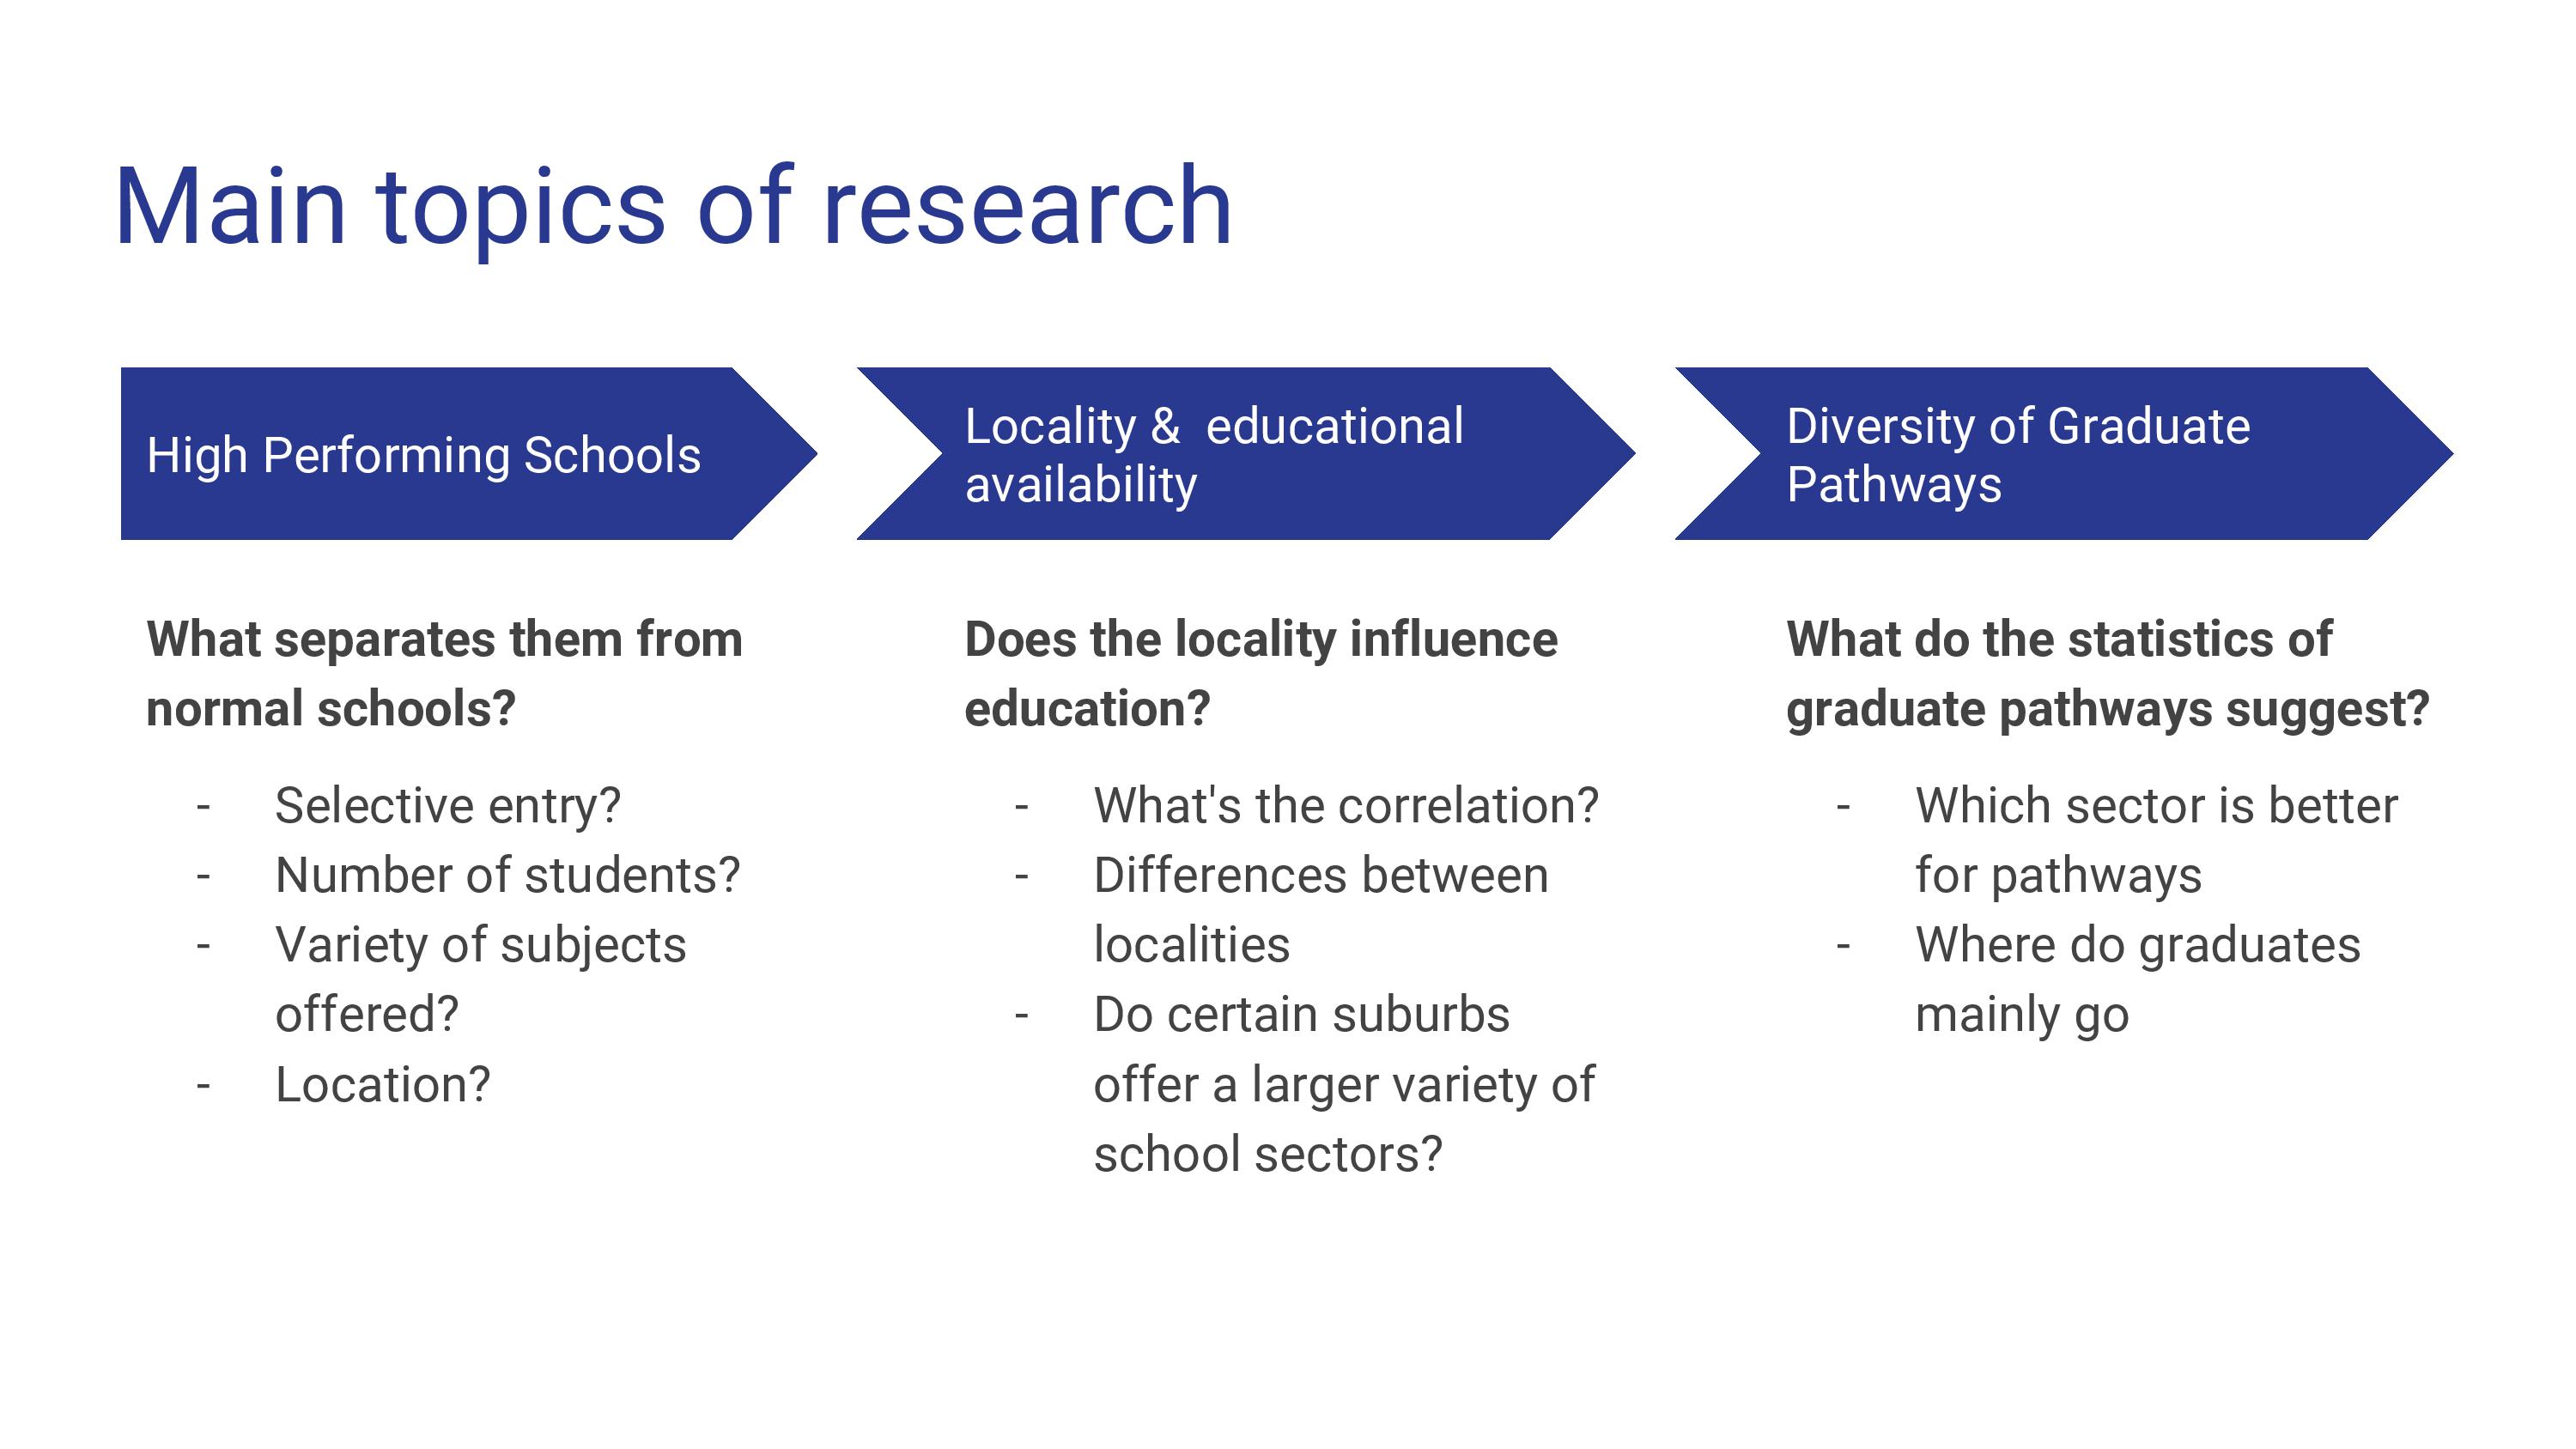 Main topics of research
High Performing Schools
What separates them from
normal schools?
- Selective entry?
- Number of students?
- Variety of subjects
offered?
- Location?
Locality &  educational
availability
Does the locality influence
education?
- What's the correlation?
- Differences between
localities
- Do certain suburbs
offer a larger variety of
school sectors?
Diversity of Graduate
Pathways
What do the statistics of
graduate pathways suggest?
- Which sector is better
for pathways
- Where do graduates
mainly go